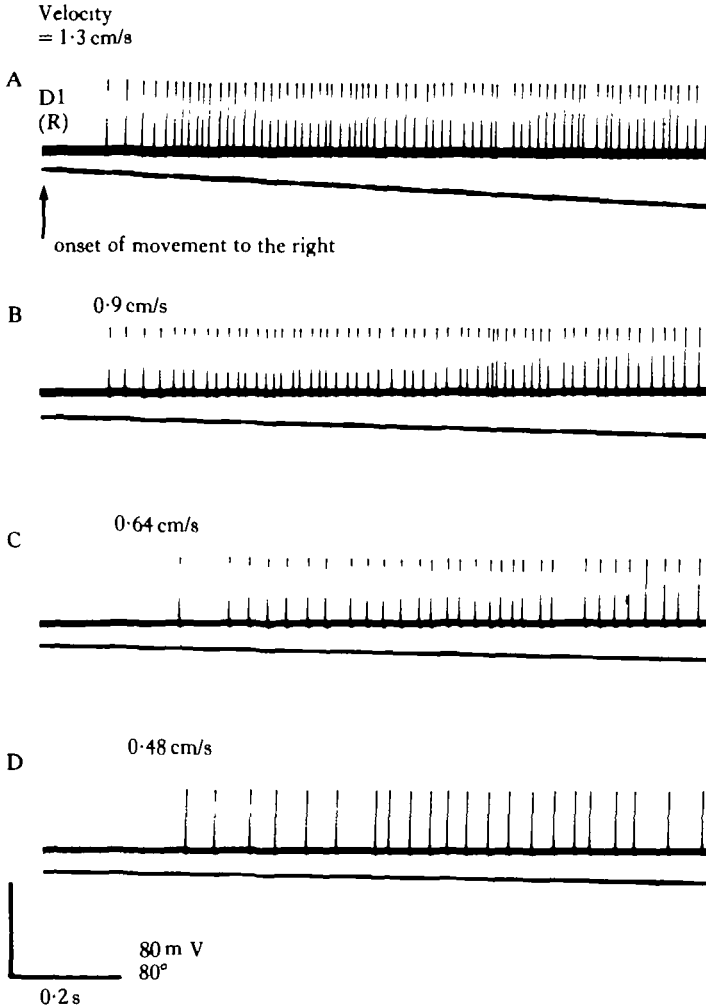 Velocity
= 1·3 cm/s
A
D1
(R)
onset of movement to the right
B
0·9 cm/s
C
0·64 cm/s
D
0·48 cm/s
80 m V
80°
0·2 s